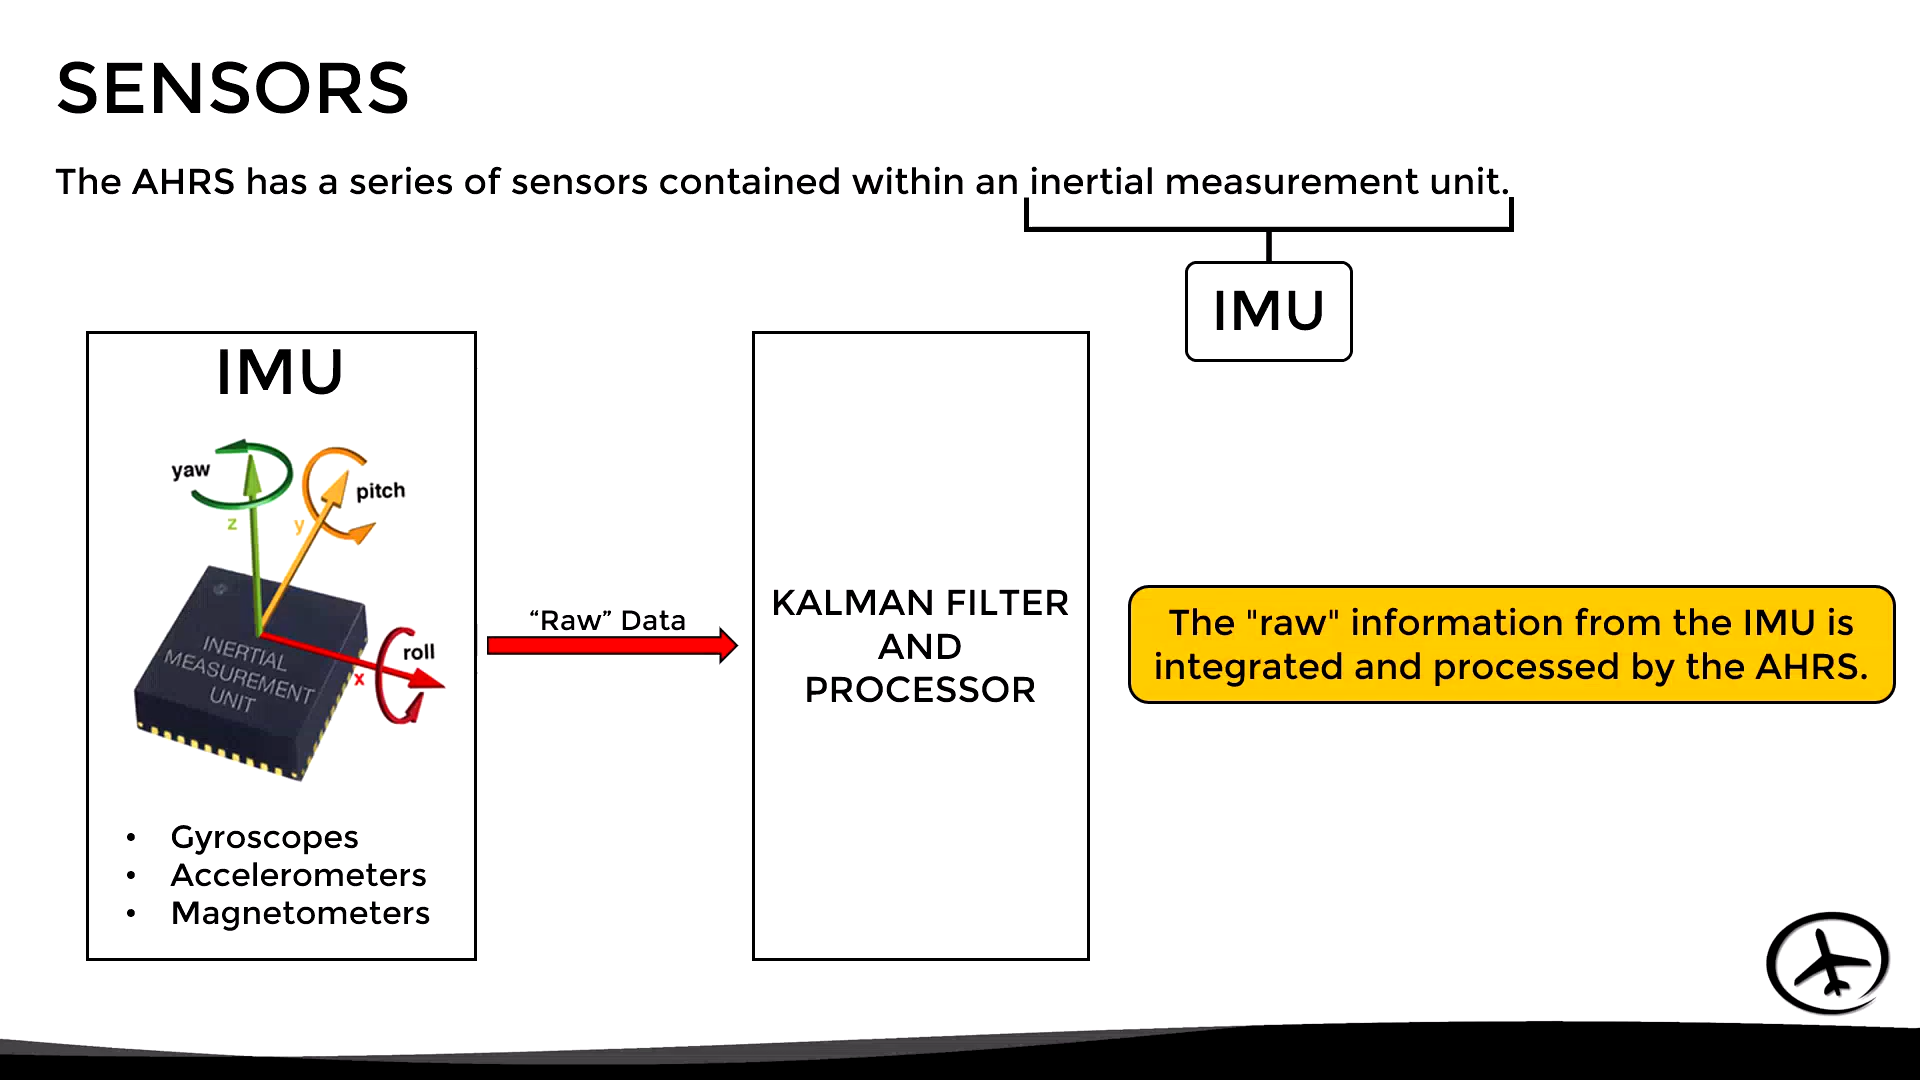 SENSORS
The AHRS has a series of sensors contained within an inertial measurement unit.
IMU
IMU
yaw
pitch
z
y
roll
x
INERTIAL
MEASUREMENT
UNIT
• Gyroscopes
• Accelerometers
• Magnetometers
“Raw” Data
KALMAN FILTER
AND
PROCESSOR
The "raw" information from the IMU is
integrated and processed by the AHRS.